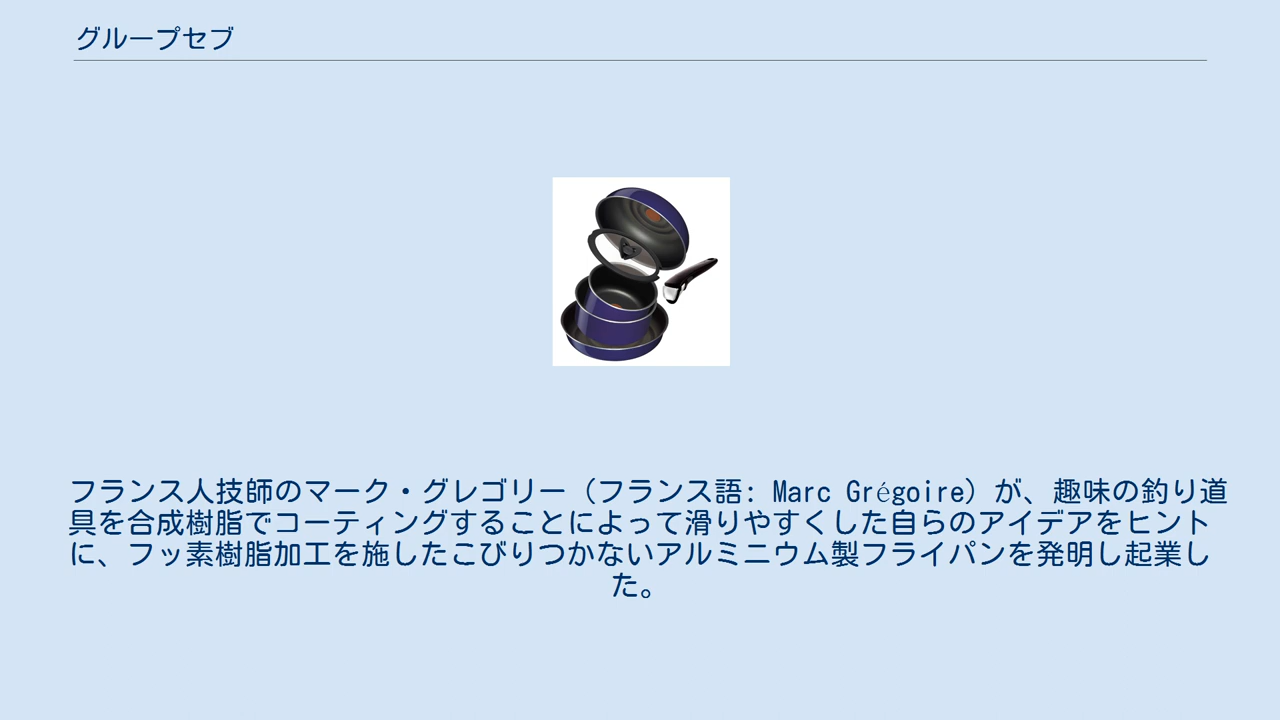 グループセブ
フランス人技師のマーク・グレゴリー（フランス語: Marc Grégoire）が、趣味の釣り道
具を合成樹脂でコーティングすることによって滑りやすくした自らのアイデアをヒント
に、フッ素樹脂加工を施したこびりつかないアルミニウム製フライパンを発明し起業し
た。